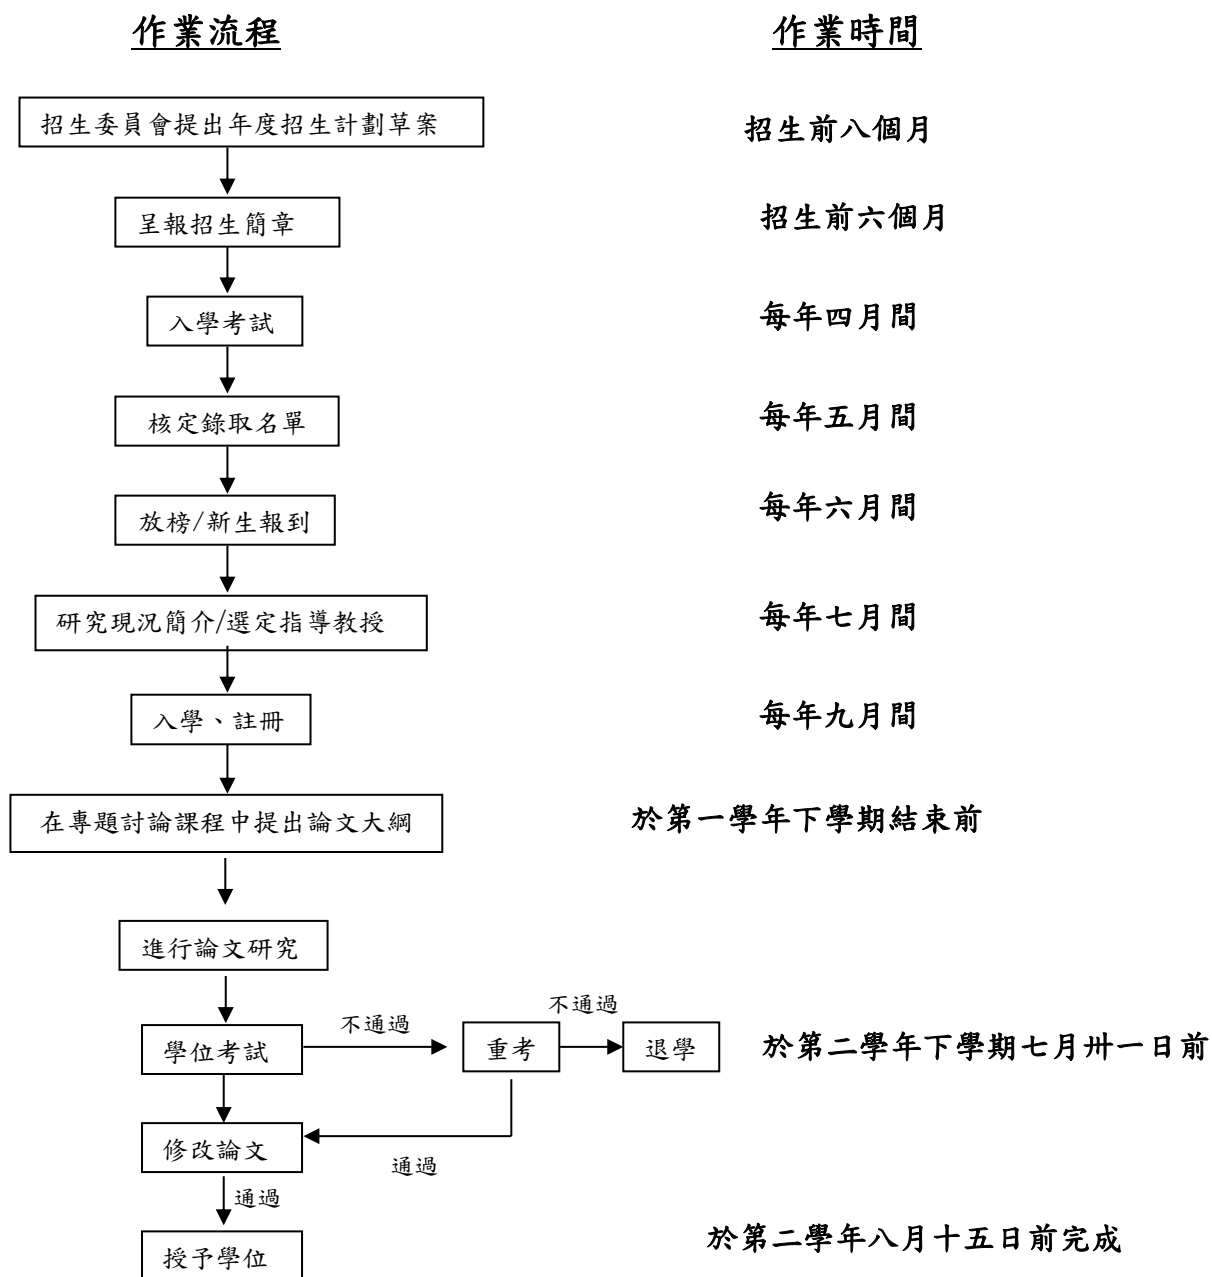 作業流程
作業時間
招生委員會提出年度招生計劃草案
招生前八個月
呈報招生簡章
招生前六個月
入學考試
每年四月間
核定錄取名單
每年五月間
放榜/新生報到
每年六月間
研究現況簡介/選定指導教授
每年七月間
入學、註冊
每年九月間
在專題討論課程中提出論文大綱
於第一學年下學期結束前
進行論文研究
學位考試
不通過
重考
不通過
退學
於第二學年下學期七月卅一日前
修改論文
通過
通過
授予學位
於第二學年八月十五日前完成